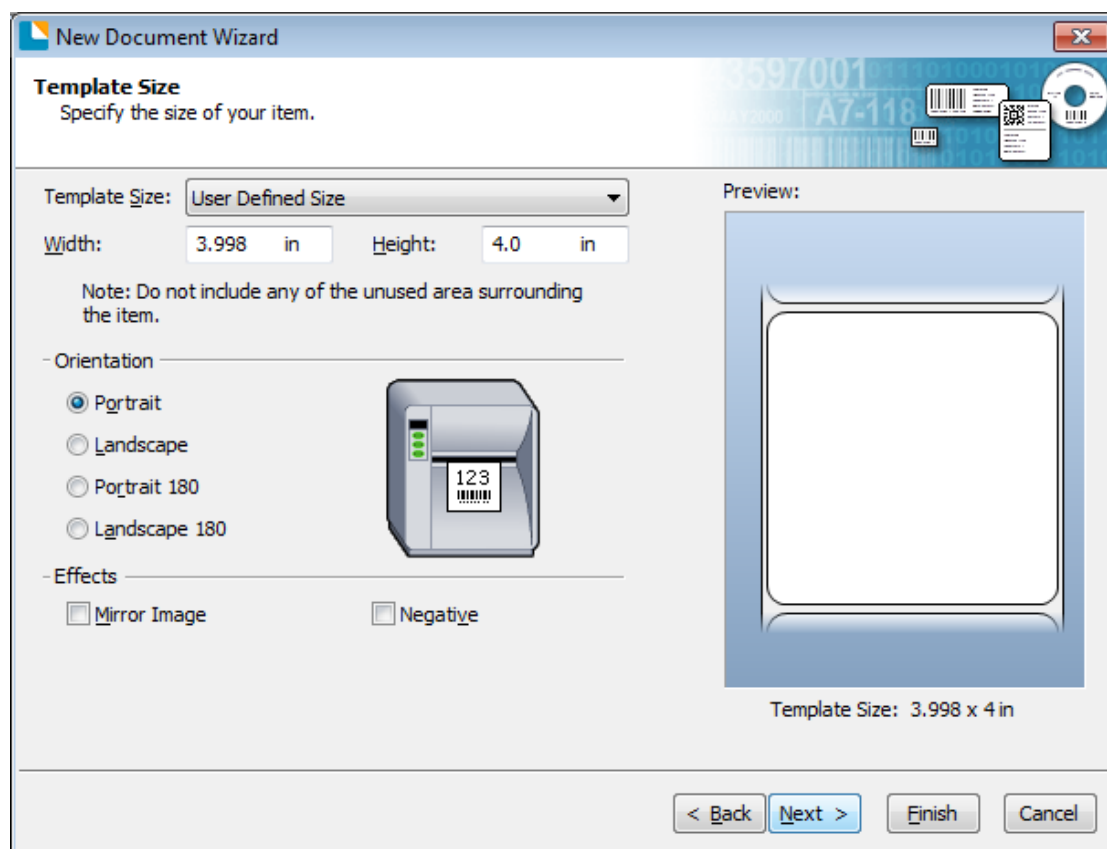 New Document Wizard
Template Size
Specify the size of your item.
3597001
A7-118
Template Size: User Defined Size
Preview:
Width: 3.998 in Height: 4.0 in
Note: Do not include any of the unused area surrounding
the item.
Orientation
Portrait
Landscape
Portrait 180
Landscape 180
123
Effects
Mirror Image Negative
Template Size: 3.998 x 4 in
< Back Next > Finish Cancel